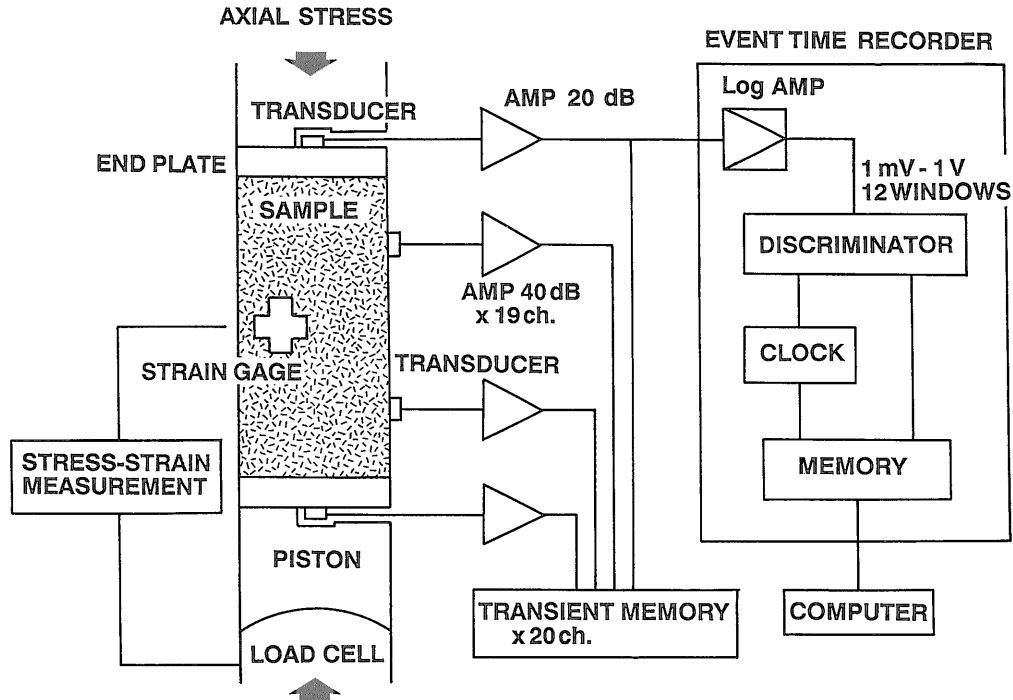 AXIAL STRESS
EVENT TIME RECORDER
TRANSDUCER
AMP 20 dB
Log AMP
END PLATE
1 mV - 1 V
12 WINDOWS
SAMPLE
DISCRIMINATOR
AMP 40 dB
x 19 ch.
CLOCK
STRAIN GAGE
TRANSDUCER
STRESS-STRAIN
MEASUREMENT
MEMORY
PISTON
TRANSIENT MEMORY
x 20 ch.
COMPUTER
LOAD CELL